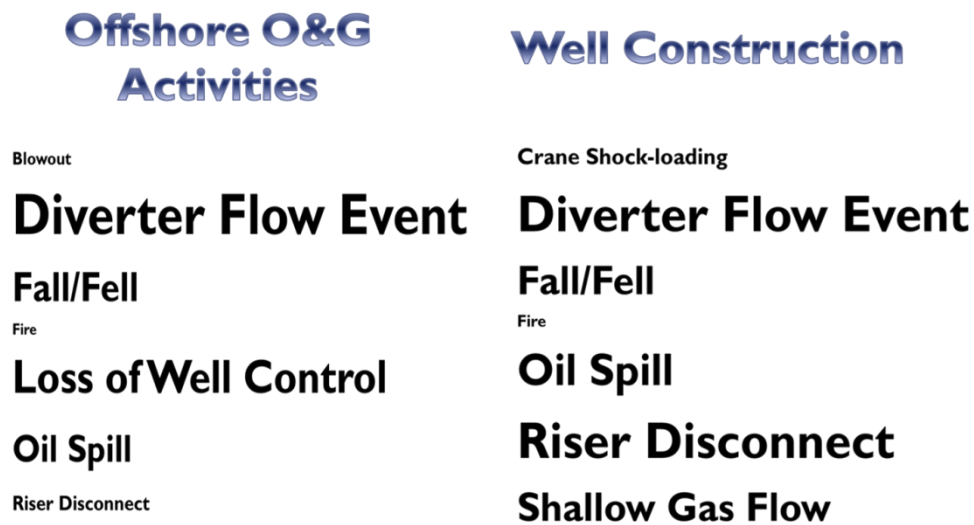 Offshore O&G
Activities
Blowout
Diverter Flow Event
Fall/Fell
Fire
Loss of Well Control
Oil Spill
Riser Disconnect
Well Construction
Crane Shock-loading
Diverter Flow Event
Fall/Fell
Fire
Oil Spill
Riser Disconnect
Shallow Gas Flow